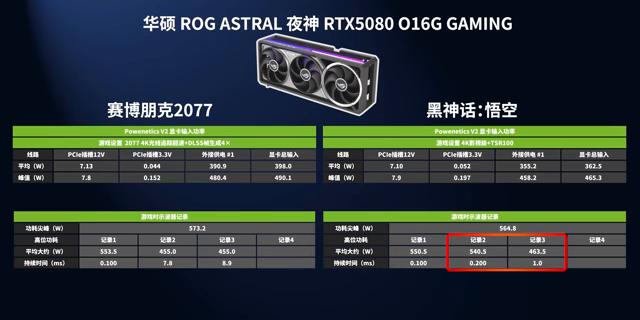 华硕 ROG ASTRAL 夜神 RTX5080 O16G GAMING
赛博朋克2077
Powenetics V2 显卡输入功率
游戏设置 2077 4K光线追踪超速+DLSS帧生成4×
线路 PCIe插槽12V PCIe插槽3.3V 外接供电 #1 显卡总输入
平均（W） 7.13 0.044 390.9 398.0
峰值（W） 7.8 0.152 480.4 490.1
游戏时示波器记录
功耗尖峰（W） 573.2
高位功耗 记录1 记录2 记录3 记录4
平均大约（W） 553.5 455.0 455.0
持续时间（ms） 0.100 7.8 8.9
黑神话：悟空
Powenetics V2 显卡输入功率
游戏设置 4K影视级+TSR100
线路 PCIe插槽12V PCIe插槽3.3V 外接供电 #1 显卡总输入
平均（W） 7.10 0.052 355.2 362.5
峰值（W） 7.9 0.197 458.2 465.3
游戏时示波器记录
功耗尖峰（W） 564.8
高位功耗 记录1 记录2 记录3 记录4
平均大约（W） 550.5 540.5 463.5
持续时间（ms） 0.100 0.200 1.0